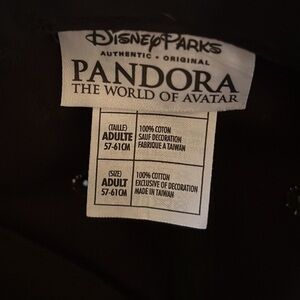 Disney Parks
AUTHENTIC • ORIGINAL
PANDORA
THE WORLD OF AVATAR
(TAILLE)
ADULTE
57-61CM
100% COTON
SAUF DECORATION
FABRIQUE A TAIWAN
(SIZE)
ADULT
57-61CM
100% COTTON
EXCLUSIVE OF DECORATION
MADE IN TAIWAN